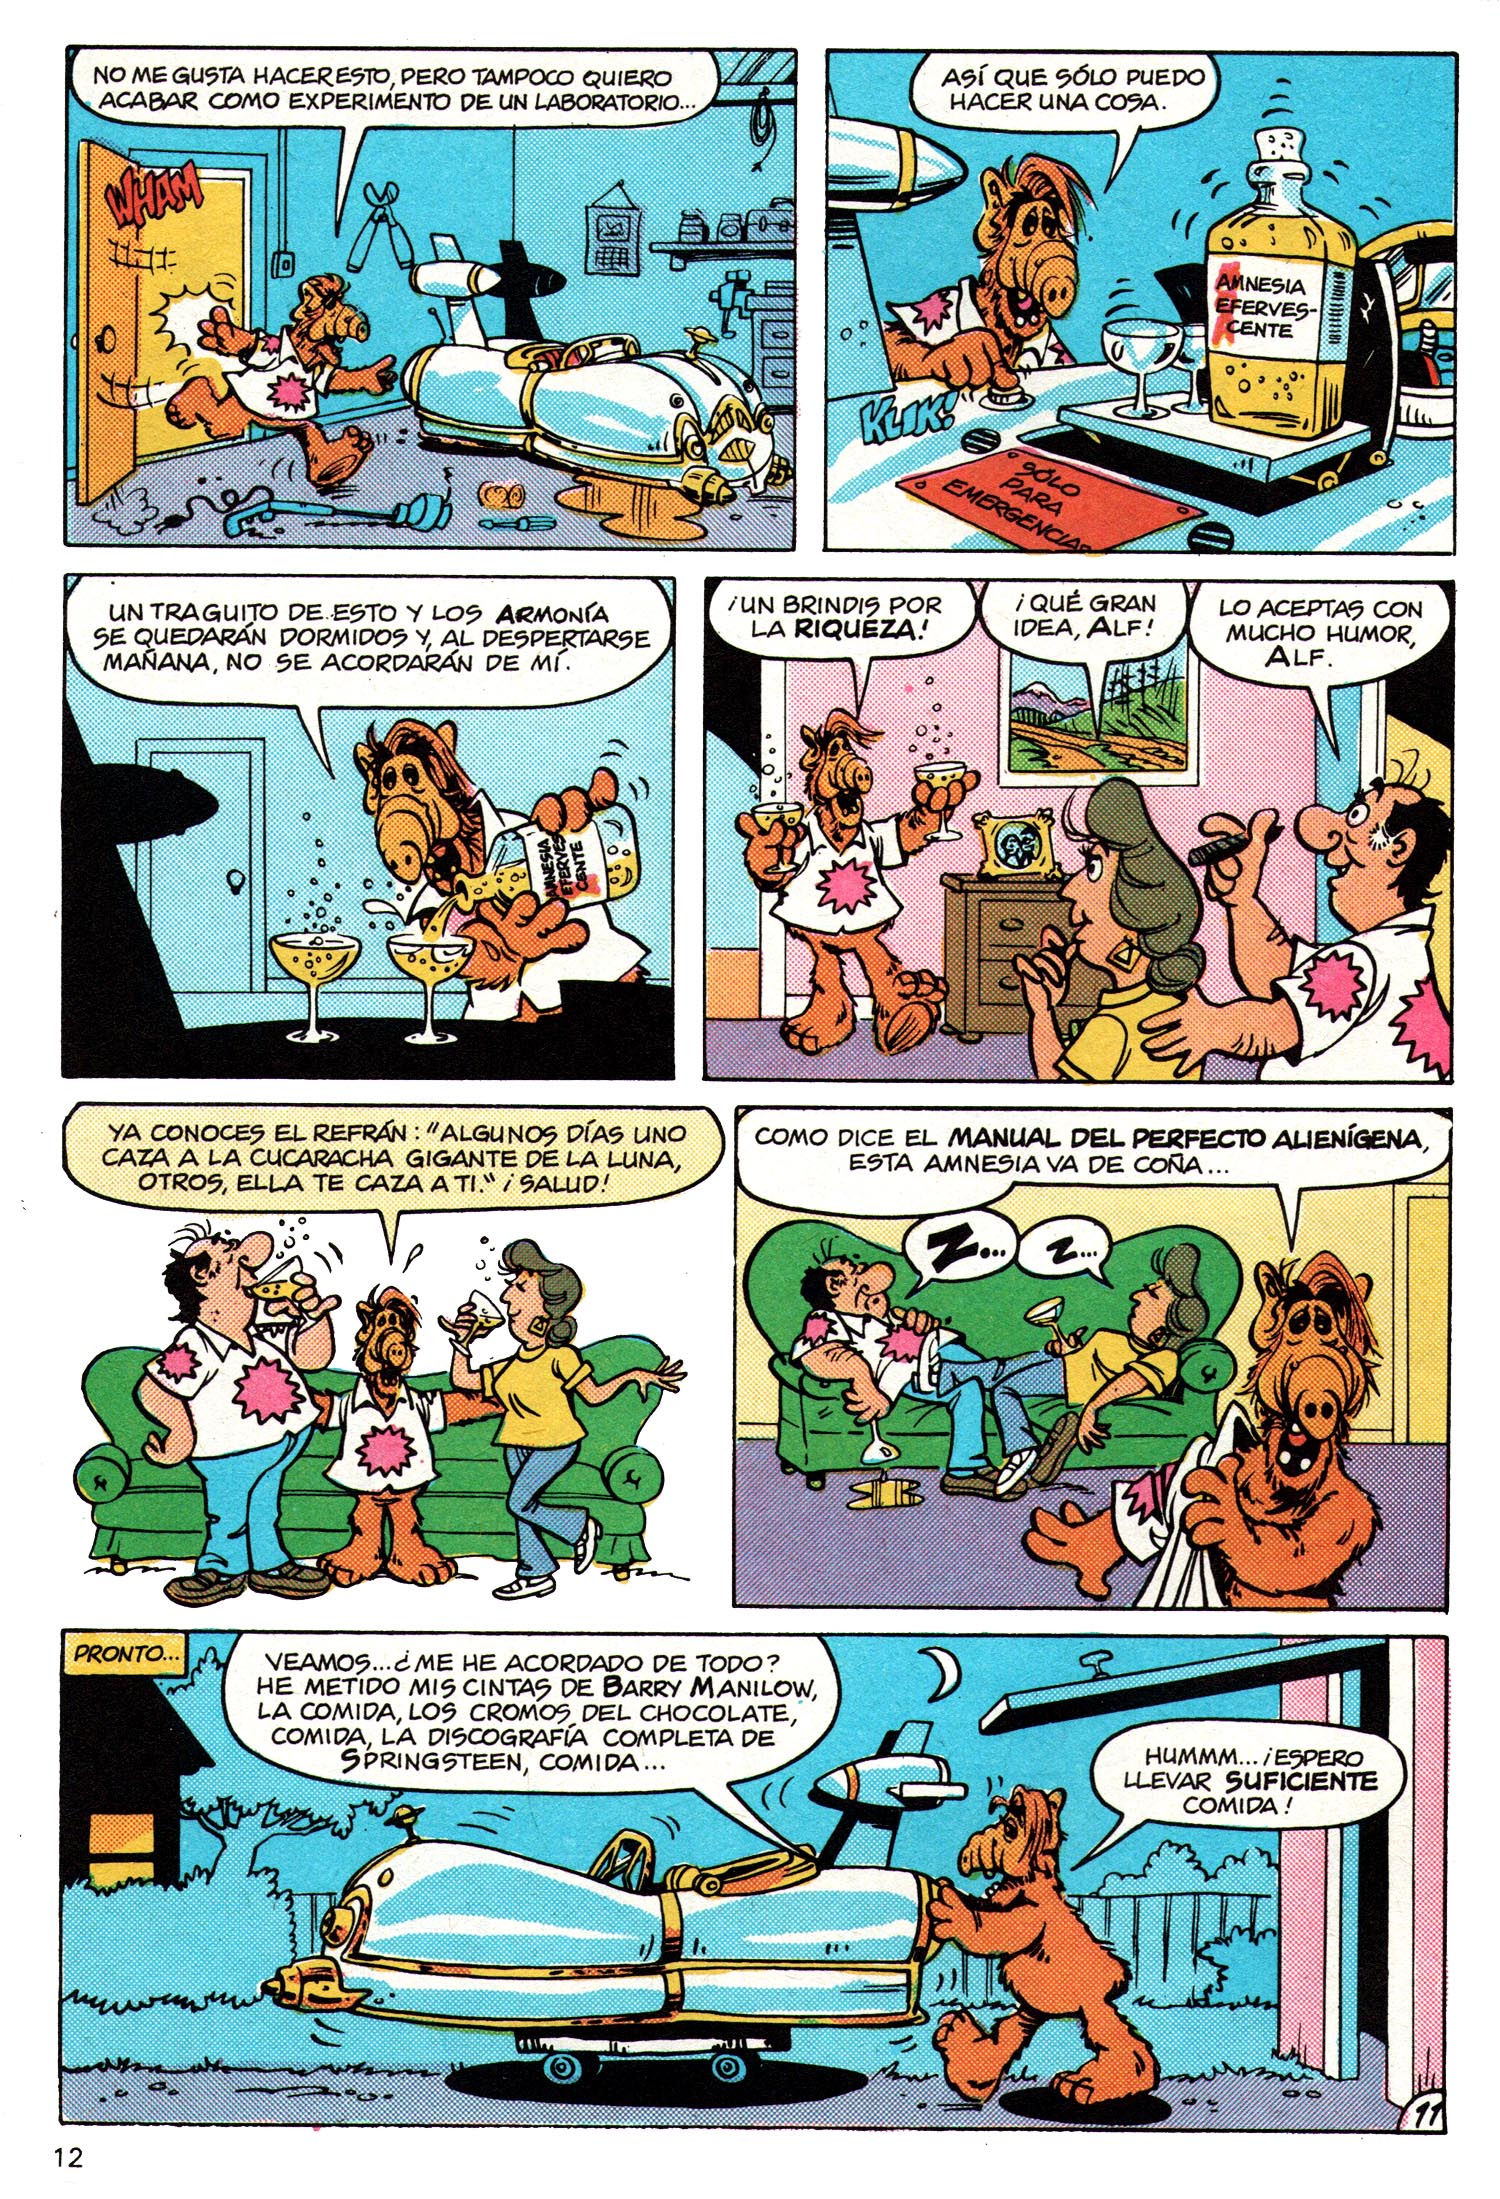 NO ME GUSTA HACER ESTO, PERO TAMPOCO QUIERO
ACABAR COMO EXPERIMENTO DE UN LABORATORIO...
WHAM
ASÍ QUE SÓLO PUEDO
HACER UNA COSA.
AMNESIA
EFERVES-
CENTE
KLIK!
SÓLO
PARA
EMERGENCIAS
UN TRAGUITO DE ESTO Y LOS ARMONÍA
SE QUEDARÁN DORMIDOS Y, AL DESPERTARSE
MAÑANA, NO SE ACORDARÁN DE MÍ.
AMNESIA
EFERVES
CENTE
¡UN BRINDIS POR
LA RIQUEZA!
¡QUÉ GRAN
IDEA, ALF!
LO ACEPTAS CON
MUCHO HUMOR,
ALF.
YA CONOCES EL REFRÁN: "ALGUNOS DÍAS UNO
CAZA A LA CUCARACHA GIGANTE DE LA LUNA,
OTROS, ELLA TE CAZA A TI." ¡SALUD!
COMO DICE EL MANUAL DEL PERFECTO ALIENÍGENA,
ESTA AMNESIA VA DE COÑA...
Z...
Z...
PRONTO...
VEAMOS...¿ME HE ACORDADO DE TODO?
HE METIDO MIS CINTAS DE BARRY MANILOW,
LA COMIDA, LOS CROMOS DEL CHOCOLATE,
COMIDA, LA DISCOGRAFÍA COMPLETA DE
SPRINGSTEEN, COMIDA...
HUMMM...¡ESPERO
LLEVAR SUFICIENTE
COMIDA!
11
12